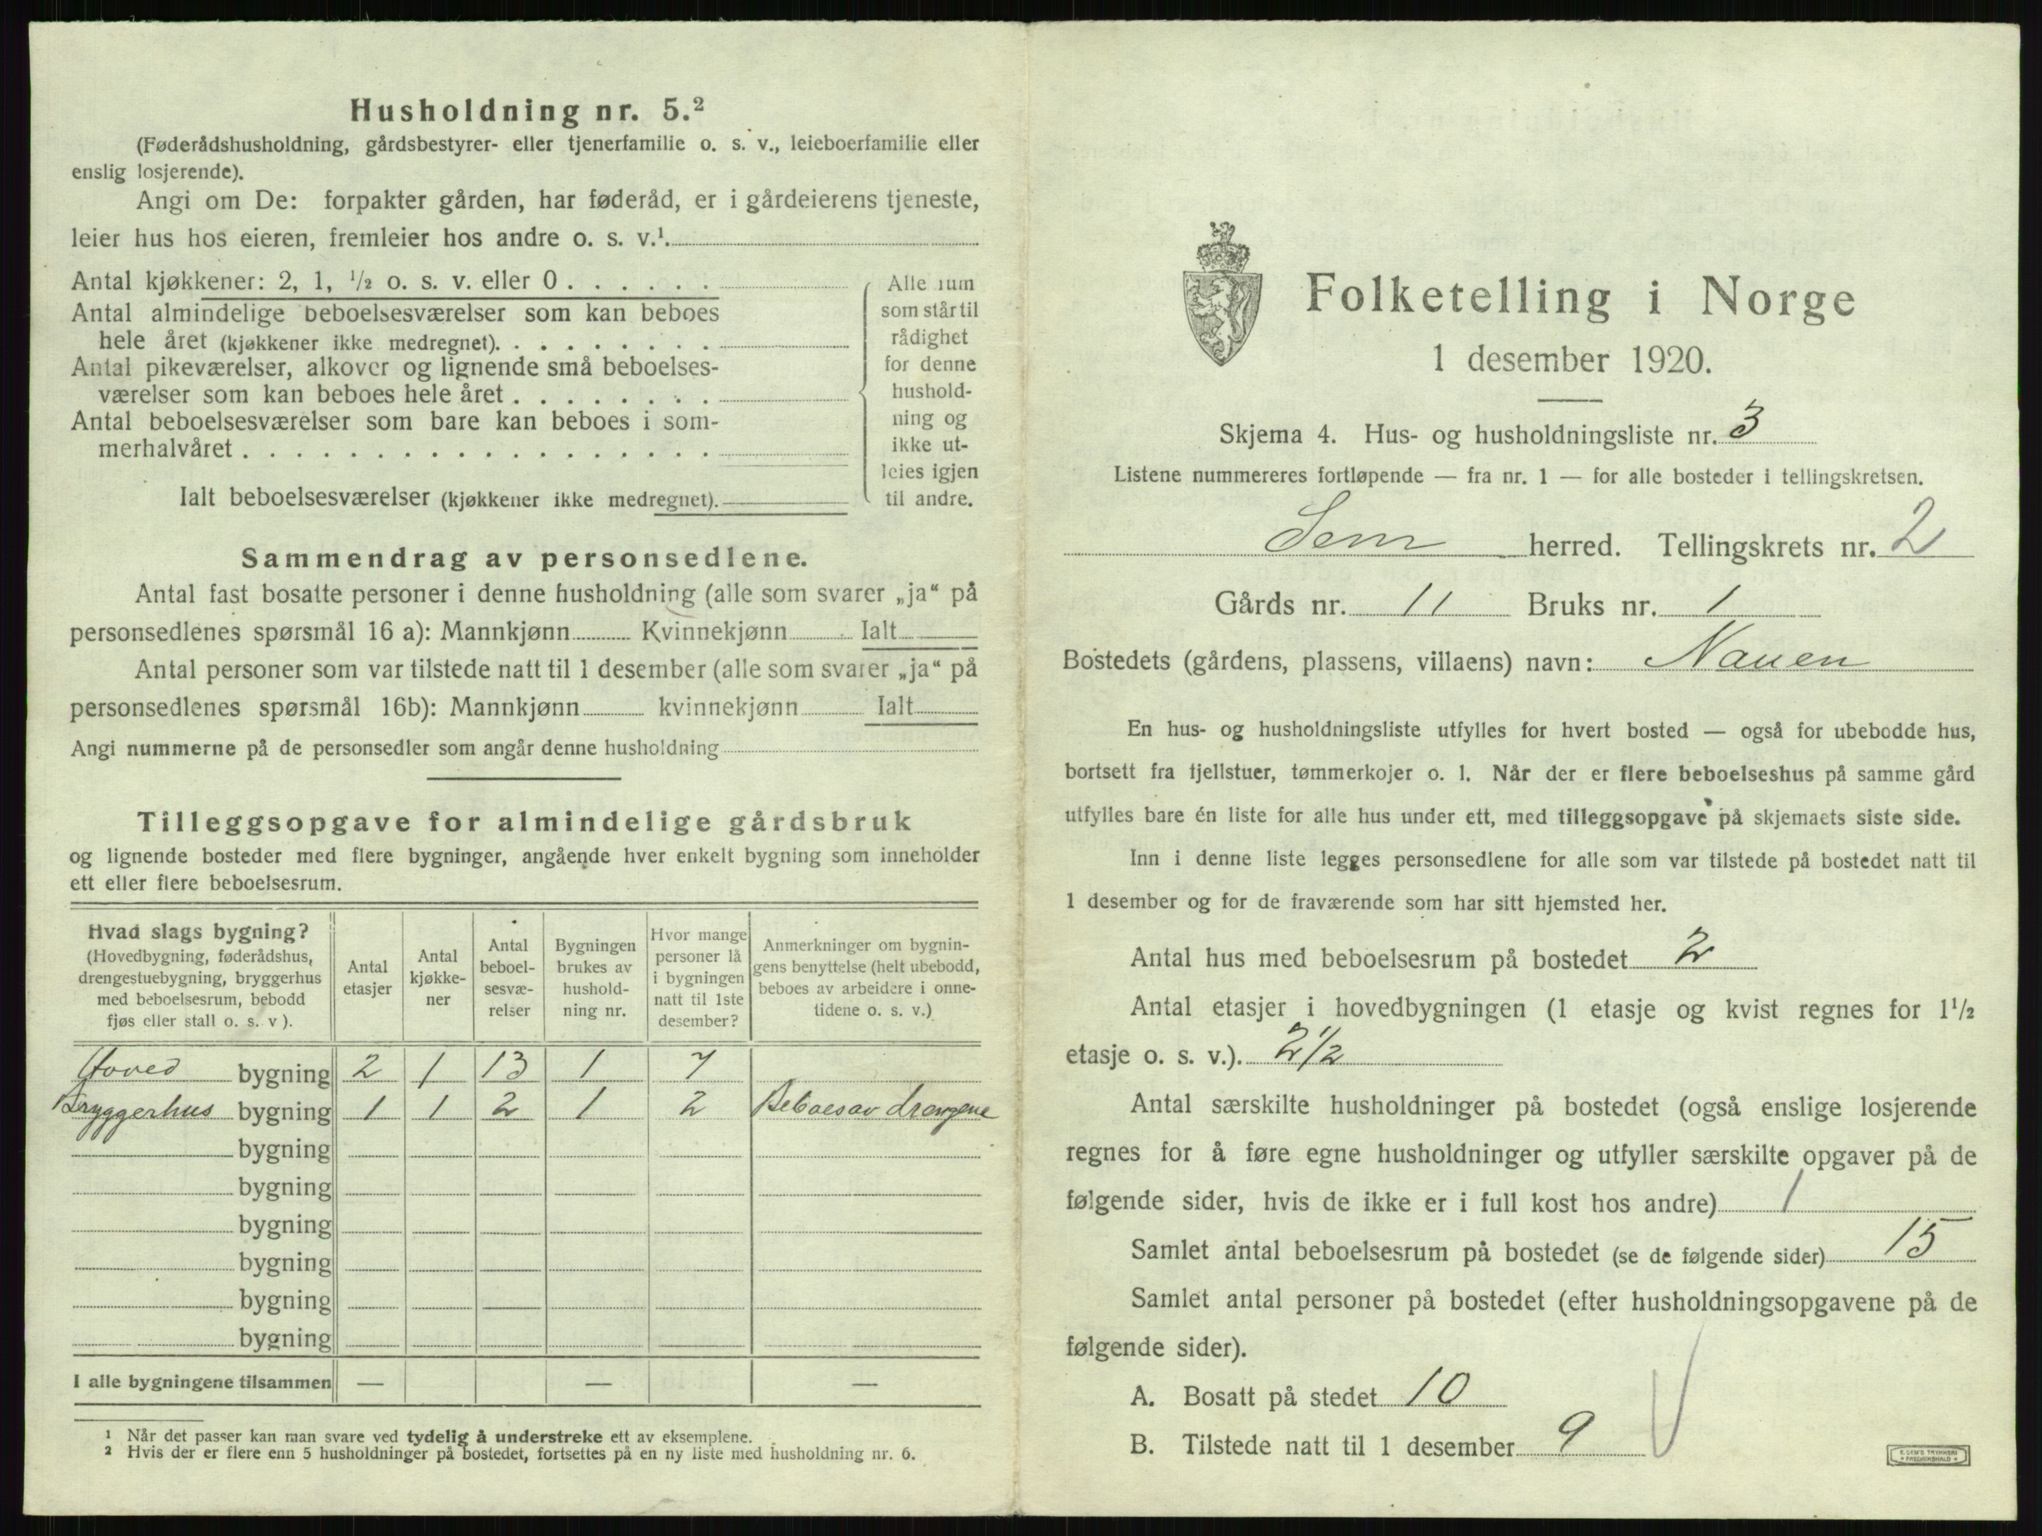 Husholdning nr. 5.²
(Føderådshusholdning, gårdsbestyrer- eller tjenerfamilie o. s. v., leieboerfamilie eller
enslig losjerende).
Angi om De: forpakter gården, har føderåd, er i gårdeierens tjeneste,
leier hus hos eieren, fremleier hos andre o. s. v.¹.
Antal kjøkkener: 2, 1, ½ o. s. v. eller 0 . . . . . .
Antal almindelige beboelsesværelser som kan beboes
hele året (kjøkkener ikke medregnet). . . . . . . . .
Antal pikeværelser, alkover og lignende små beboelses-
værelser som kan beboes hele året . . . . . . . .
Antal beboelsesværelser som bare kan beboes i som-
merhalvåret . . . . . . . . . . . . . . . . . .
Ialt beboelsesværelser (kjøkkener ikke medregnet).
Alle rum
som står til
rådighet
for denne
hushold-
ning og
ikke ut-
leies igjen
til andre.
Sammendrag av personsedlene.
Antal fast bosatte personer i denne husholdning (alle som svarer „ja“ på
personsedlenes spørsmål 16 a): Mannkjønn Kvinnekjønn Ialt
Antal personer som var tilstede natt til 1 desember (alle som svarer „ja“ på
personsedlenes spørsmål 16b): Mannkjønn kvinnekjønn Ialt
Angi nummerne på de personsedler som angår denne husholdning
Tilleggsopgave for almindelige gårdsbruk
og lignende bosteder med flere bygninger, angående hver enkelt bygning som inneholder
ett eller flere beboelsesrum.
Hvad slags bygning?
(Hovedbygning, føderådshus,
drengestuebygning, bryggerhus
med beboelsesrum, bebodd
fjøs eller stall o. s. v ).
Antal
etasjer
Antal
kjøkke-
ner
Antal
beboel-
sesvæ-
relser
Bygningen
brukes av
hushold-
ning nr.
Hvor mange
personer lå
i bygningen
natt til 1ste
desember?
Anmerkninger om bygnin-
gens benyttelse (helt ubebodd,
beboes av arbeidere i onne-
tidene o. s. v.)
Hoved bygning 2 1 13 1 7
Bryggerhus bygning 1 1 2 1 2 Beboes av drengene
bygning
bygning
bygning
bygning
bygning
bygning
I alle bygningene tilsammen — — —
¹ Når det passer kan man svare ved tydelig å understreke ett av eksemplene.
² Hvis der er flere enn 5 husholdninger på bostedet, fortsettes på en ny liste med husholdning nr. 6.
Folketelling i Norge
1 desember 1920.
Skjema 4. Hus- og husholdningsliste nr. 3
Listene nummereres fortløpende — fra nr. 1 — for alle bosteder i tellingskretsen.
Sem herred. Tellingskrets nr. 2
Gårds nr. 11 Bruks nr. 1
Bostedets (gårdens, plassens, villaens) navn: Nauen
En hus- og husholdningsliste utfylles for hvert bosted — også for ubebodde hus,
bortsett fra fjellstuer, tømmerkojer o. l. Når der er flere beboelseshus på samme gård
utfylles bare én liste for alle hus under ett, med tilleggsopgave på skjemaets siste side.
Inn i denne liste legges personsedlene for alle som var tilstede på bostedet natt til
1 desember og for de fraværende som har sitt hjemsted her.
Antal hus med beboelsesrum på bostedet 2
Antal etasjer i hovedbygningen (1 etasje og kvist regnes for 1½
etasje o. s. v.). 2½
Antal særskilte husholdninger på bostedet (også enslige losjerende
regnes for å føre egne husholdninger og utfyller særskilte opgaver på de
følgende sider, hvis de ikke er i full kost hos andre) 1
Samlet antal beboelsesrum på bostedet (se de følgende sider) 15
Samlet antal personer på bostedet (efter husholdningsopgavene på de
følgende sider).
A. Bosatt på stedet 10
B. Tilstede natt til 1 desember 9
E. SEM'S TRYKKERI
FREDRIKSHALD